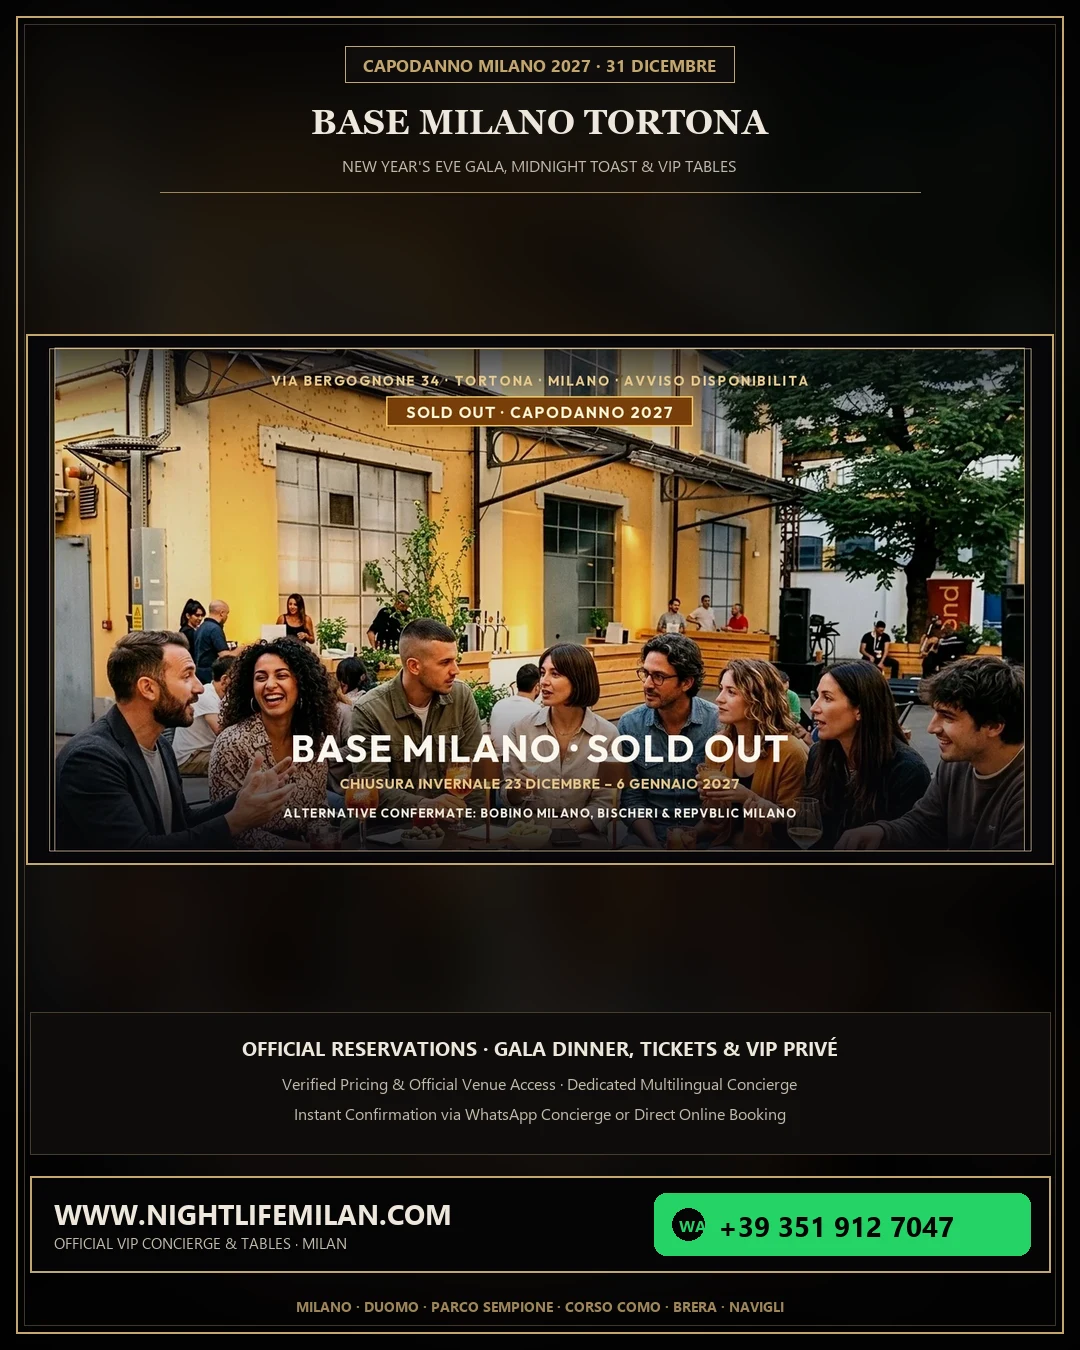 CAPODANNO MILANO 2027 · 31 DICEMBRE
BASE MILANO TORTONA
NEW YEAR'S EVE GALA, MIDNIGHT TOAST & VIP TABLES
VIA BERGOGNONE 34 · TORTONA · MILANO · AVVISO DISPONIBILITA
SOLD OUT · CAPODANNO 2027
ond
BASE MILANO · SOLD OUT
CHIUSURA INVERNALE 23 DICEMBRE – 6 GENNAIO 2027
ALTERNATIVE CONFERMATE: BOBINO MILANO, BISCHERI & REPVBLIC MILANO
OFFICIAL RESERVATIONS · GALA DINNER, TICKETS & VIP PRIVÉ
Verified Pricing & Official Venue Access · Dedicated Multilingual Concierge
Instant Confirmation via WhatsApp Concierge or Direct Online Booking
WWW.NIGHTLIFEMILAN.COM
OFFICIAL VIP CONCIERGE & TABLES · MILAN
WA +39 351 912 7047
MILANO · DUOMO · PARCO SEMPIONE · CORSO COMO · BRERA · NAVIGLI